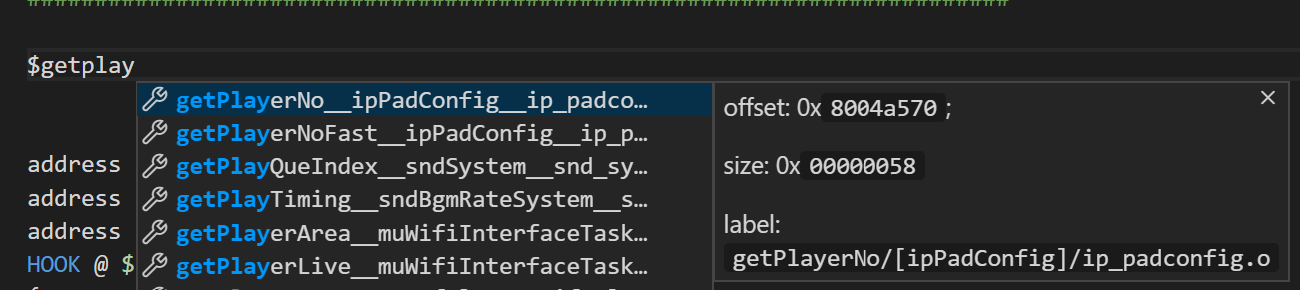 ##########################################################################
$getplay
getPlayerNo__ipPadConfig__ip_padco…
getPlayerNoFast__ipPadConfig__ip_p…
getPlayQueIndex__sndSystem__snd_sy…
getPlayTiming__sndBgmRateSystem__s…
getPlayerArea__muWifiInterfaceTask…
getPlayerLive__muWifiInterfaceTask…
offset: 0x 8004a570 ;
size: 0x 00000058
label:
getPlayerNo/[ipPadConfig]/ip_padconfig.o
address
address
address
HOOK @ $